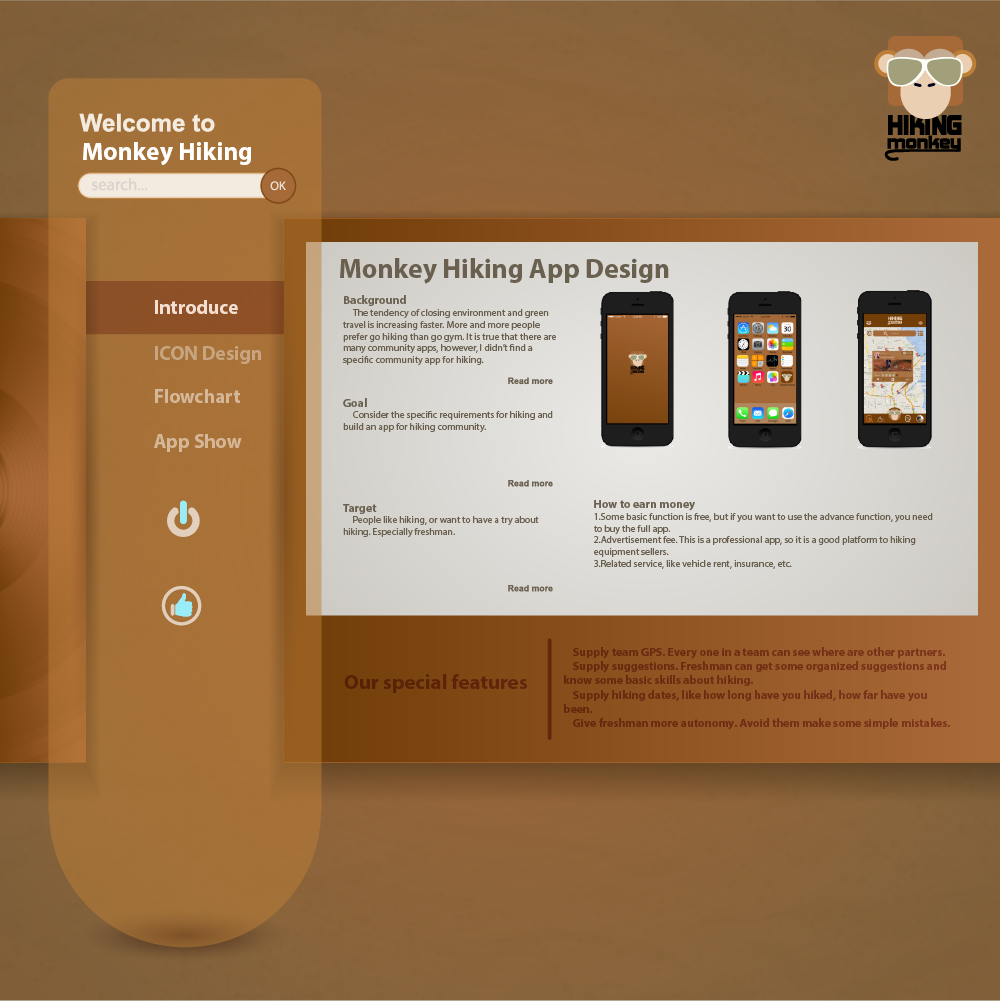 HIKING
monkey
Welcome to
Monkey Hiking
search...
OK
Introduce
ICON Design
Flowchart
App Show
Monkey Hiking App Design
Background
The tendency of closing environment and green
travel is increasing faster. More and more people
prefer go hiking than go gym. It is true that there are
many community apps, however, I didn't find a
specific community app for hiking.
Read more
Goal
Consider the specific requirements for hiking and
build an app for hiking community.
Read more
Target
People like hiking, or want to have a try about
hiking. Especially freshman.
Read more
30
How to earn money
1.Some basic function is free, but if you want to use the advance function, you need
to buy the full app.
2.Advertisement fee. This is a professional app, so it is a good platform to hiking
equipment sellers.
3.Related service, like vehicle rent, insurance, etc.
Our special features
Supply team GPS. Every one in a team can see where are other partners.
Supply suggestions. Freshman can get some organized suggestions and
know some basic skills about hiking.
Supply hiking dates, like how long have you hiked, how far have you
been.
Give freshman more autonomy. Avoid them make some simple mistakes.